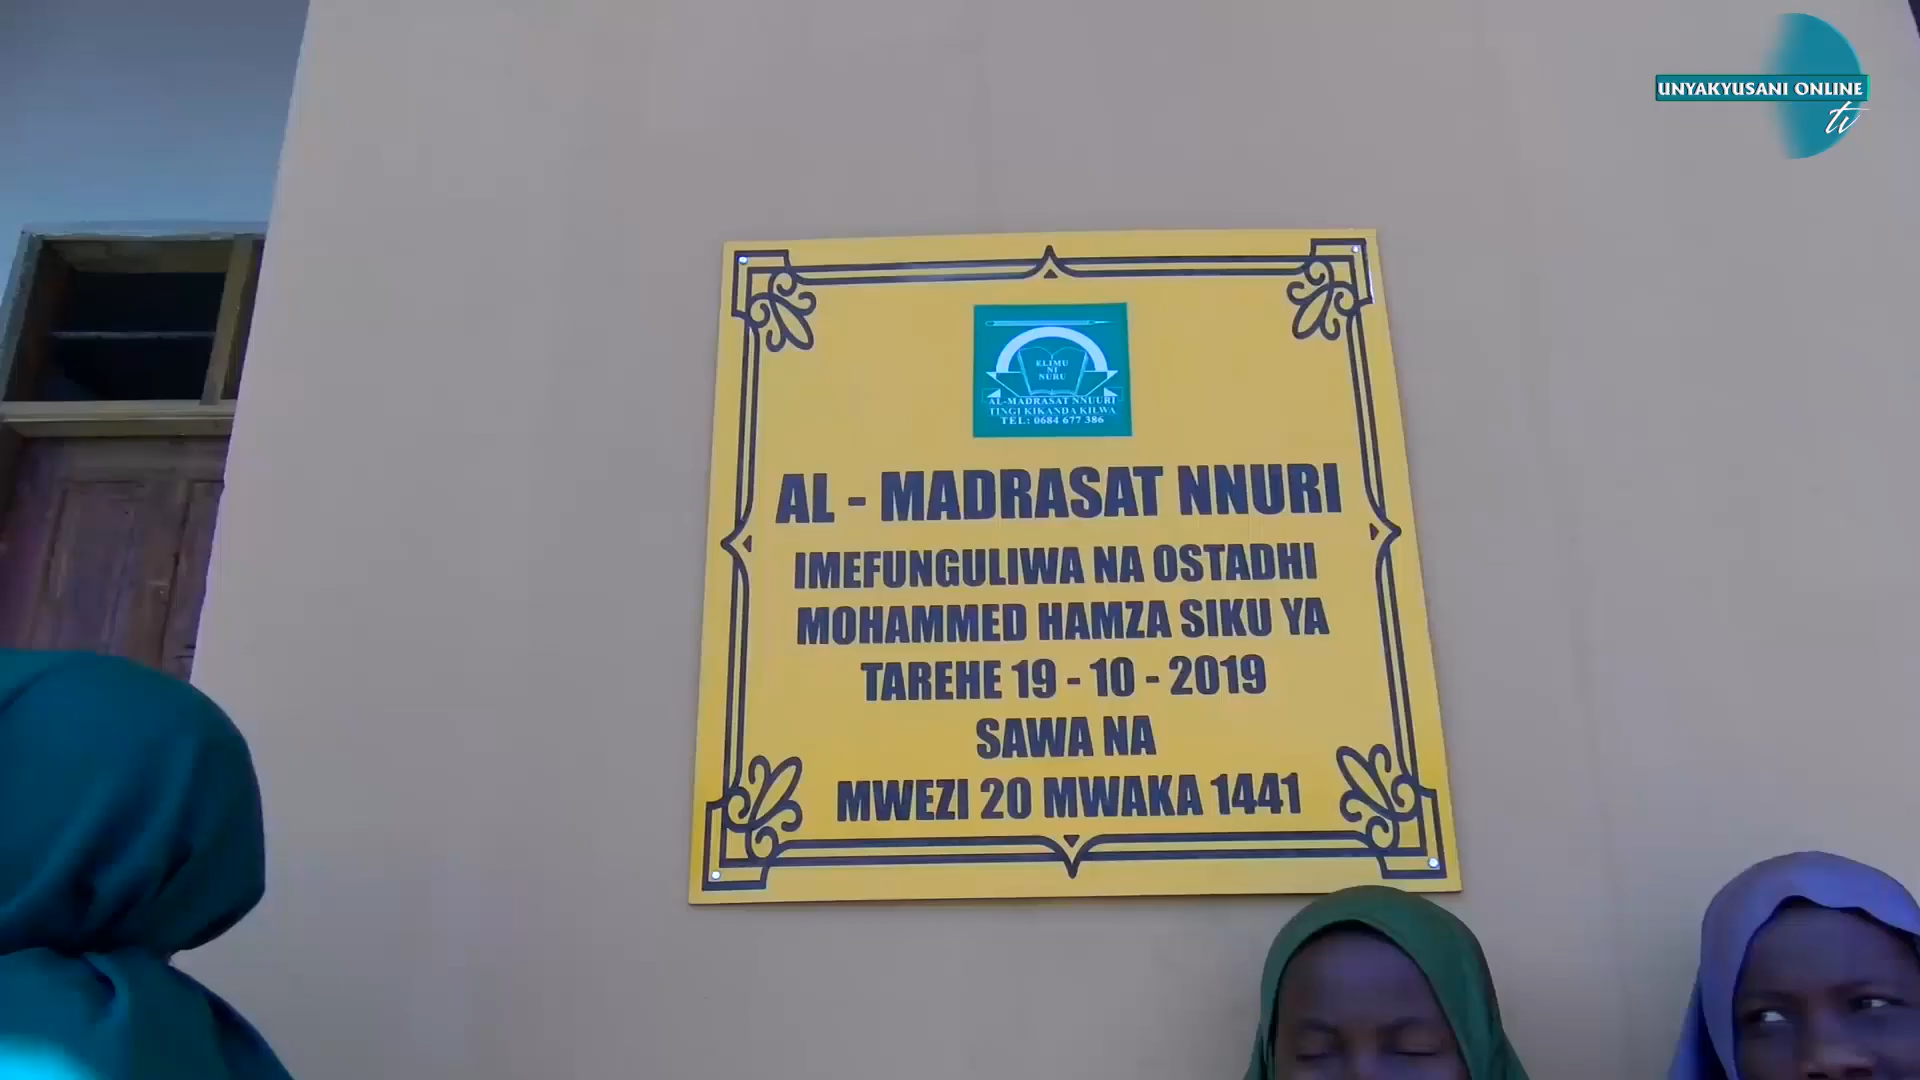 UNYAKYUSANI ONLINE
tv
ELIMU
NI
NURU
AL-MADRASAT NNUURI
TINGI KIKANDA KILWA
TEL: 0684 677 386
AL - MADRASAT NNURI
IMEFUNGULIWA NA OSTADHI
MOHAMMED HAMZA SIKU YA
TAREHE 19 - 10 - 2019
SAWA NA
MWEZI 20 MWAKA 1441